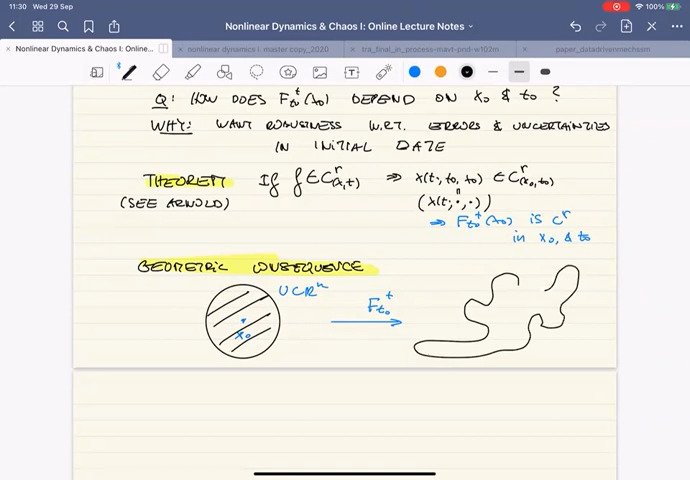 11:30 Wed 29 Sep
100%
Nonlinear Dynamics & Chaos I: Online Lecture Notes
Nonlinear Dynamics & Chaos I: Online...
nonlinear dynamics I. master copy_2020
tra_final_in_process-mavt-pnd-w102m
paper_datadrivenmechssm
Q: HOW DOES F_{t0}^t(x0) DEPEND ON x0 & t0 ?
WHY: WANT ROBUSTNESS W.R.T. ERRORS & UNCERTAINTIES
IN INITIAL DATE
THEOREM If f ∈ C^r_{(x,t)} ⇒ x(t; t0, x0) ∈ C^r_{(x0,t0)}
(SEE ARNOLD) (x(t; ·, ·))
⇒ F_{t0}^t(x0) is C^r
in x0, & t0
GEOMETRIC CONSEQUENCE
U⊂R^n
F_{t0}^t
x0